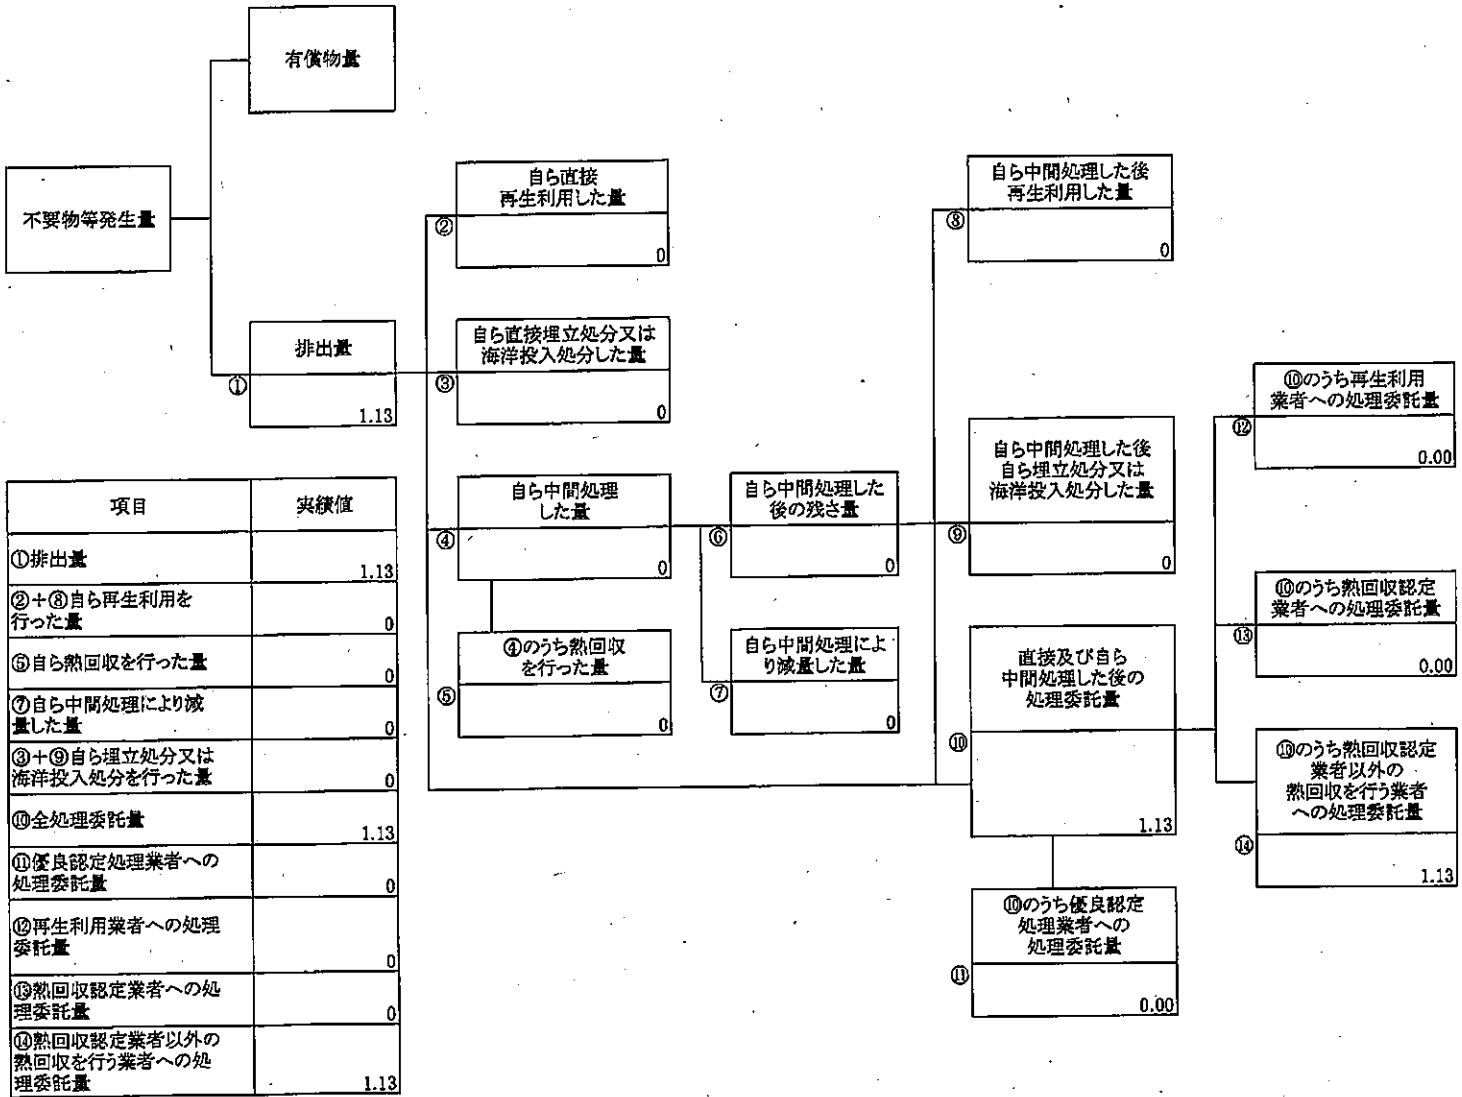 有償物量
不要物等発生量
排出量
①
1.13
自ら直接
再生利用した量
②
0
自ら直接埋立処分又は
海洋投入処分した量
③
0
自ら中間処理
した量
④
0
④のうち熱回収
を行った量
⑤
0
自ら中間処理した
後の残さ量
⑥
0
自ら中間処理によ
り減量した量
⑦
0
自ら中間処理した後
再生利用した量
⑧
0
自ら中間処理した後
自ら埋立処分又は
海洋投入処分した量
⑨
0
直接及び自ら
中間処理した後の
処理委託量
⑩
1.13
⑩のうち優良認定
処理業者への
処理委託量
⑪
0.00
⑩のうち再生利用
業者への処理委託量
⑫
0.00
⑩のうち熱回収認定
業者への処理委託量
⑬
0.00
⑩のうち熱回収認定
業者以外の
熱回収を行う業者
への処理委託量
⑭
1.13
項目 実績値
①排出量
1.13
②+⑧自ら再生利用を
行った量
0
⑤自ら熱回収を行った量
0
⑦自ら中間処理により減
量した量
0
③+⑨自ら埋立処分又は
海洋投入処分を行った量
0
⑩全処理委託量
1.13
⑪優良認定処理業者への
処理委託量
0
⑫再生利用業者への処理
委託量
0
⑬熱回収認定業者への処
理委託量
0
⑭熱回収認定業者以外の
熱回収を行う業者への処
理委託量
1.13